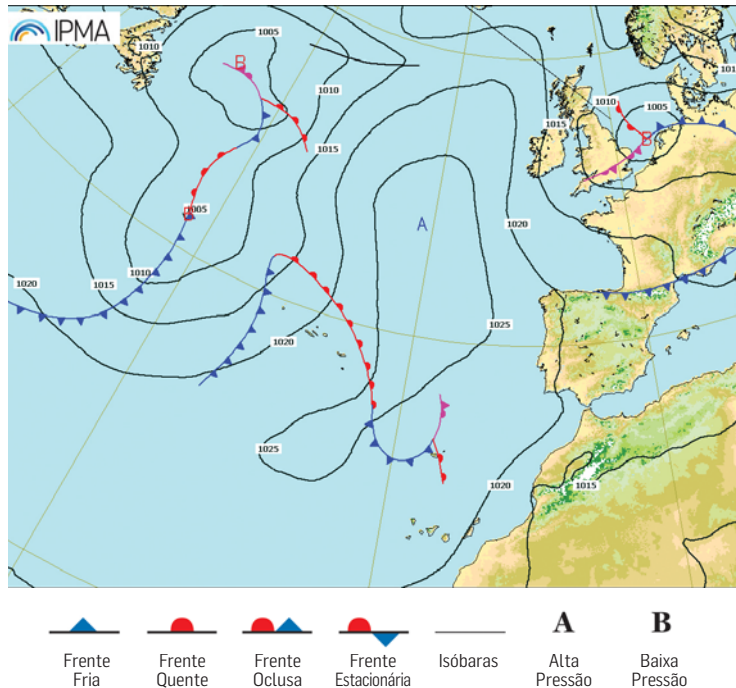 IPMA
1005
B
1010
1010
1015
1005
B
1010
1015
1020
1020
A
1020
1025
1025
1020
1010
1005
1015
B
101
1015
Frente Fria
Frente Quente
Frente Oclusa
Frente Estacionária
Isóbaras
A
Alta Pressão
B
Baixa Pressão